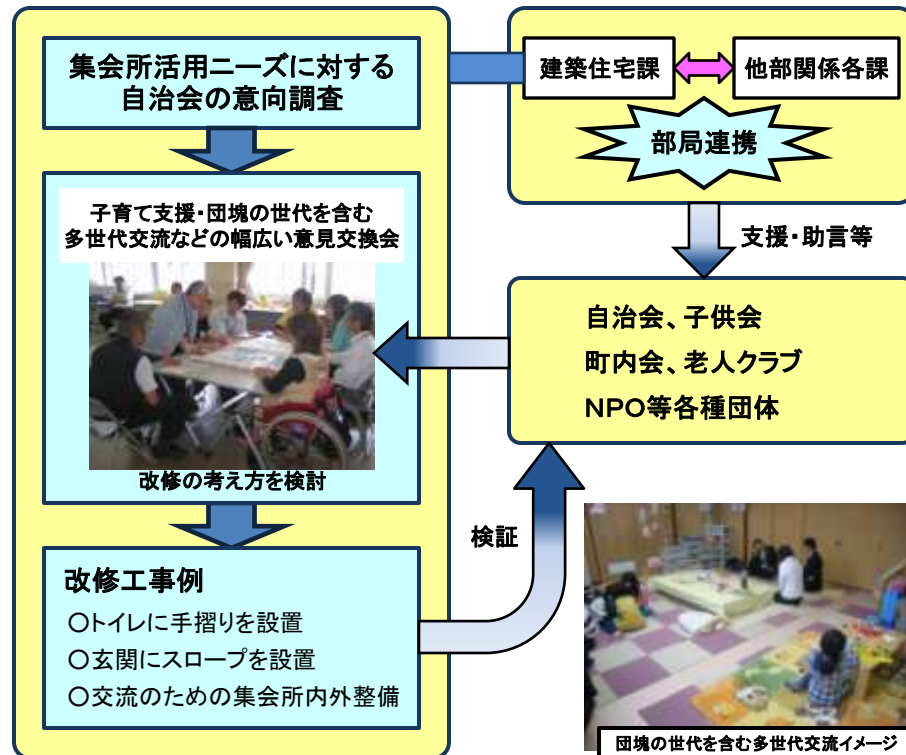 集会所活用ニーズに対する
自治会の意向調査
子育て支援・団塊の世代を含む
多世代交流などの幅広い意見交換会
改修の考え方を検討
改修工事例
○トイレに手摺りを設置
○玄関にスロープを設置
○交流のための集会所内外整備
建築住宅課
他部関係各課
部局連携
支援・助言等
自治会、子供会
町内会、老人クラブ
NPO等各種団体
検証
団塊の世代を含む多世代交流イメージ